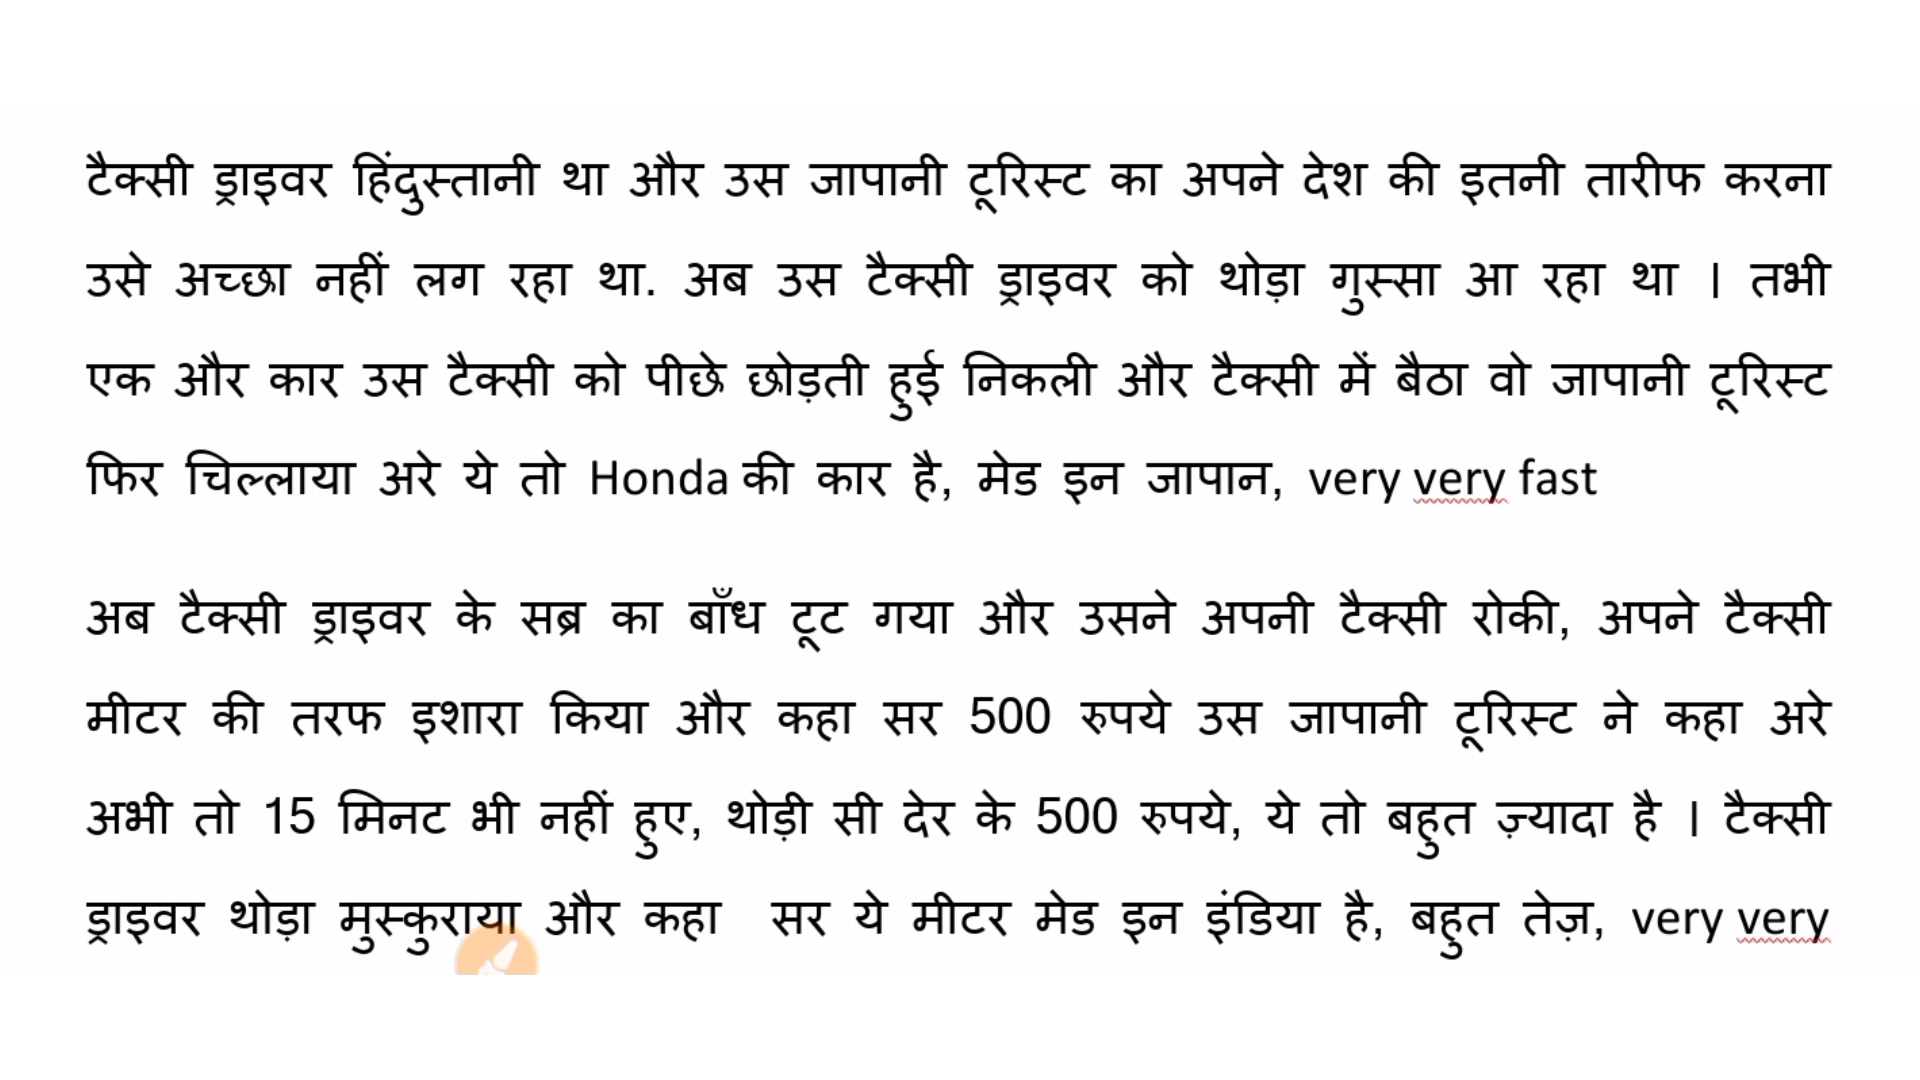 टैक्सी ड्राइवर हिंदुस्तानी था और उस जापानी टूरिस्ट का अपने देश की इतनी तारीफ करना
उसे अच्छा नहीं लग रहा था. अब उस टैक्सी ड्राइवर को थोड़ा गुस्सा आ रहा था । तभी
एक और कार उस टैक्सी को पीछे छोड़ती हुई निकली और टैक्सी में बैठा वो जापानी टूरिस्ट
फिर चिल्लाया अरे ये तो Honda की कार है, मेड इन जापान, very very fast
अब टैक्सी ड्राइवर के सब्र का बाँध टूट गया और उसने अपनी टैक्सी रोकी, अपने टैक्सी
मीटर की तरफ इशारा किया और कहा सर 500 रुपये उस जापानी टूरिस्ट ने कहा अरे
अभी तो 15 मिनट भी नहीं हुए, थोड़ी सी देर के 500 रुपये, ये तो बहुत ज़्यादा है । टैक्सी
ड्राइवर थोड़ा मुस्कुराया और कहा सर ये मीटर मेड इन इंडिया है, बहुत तेज़, very very